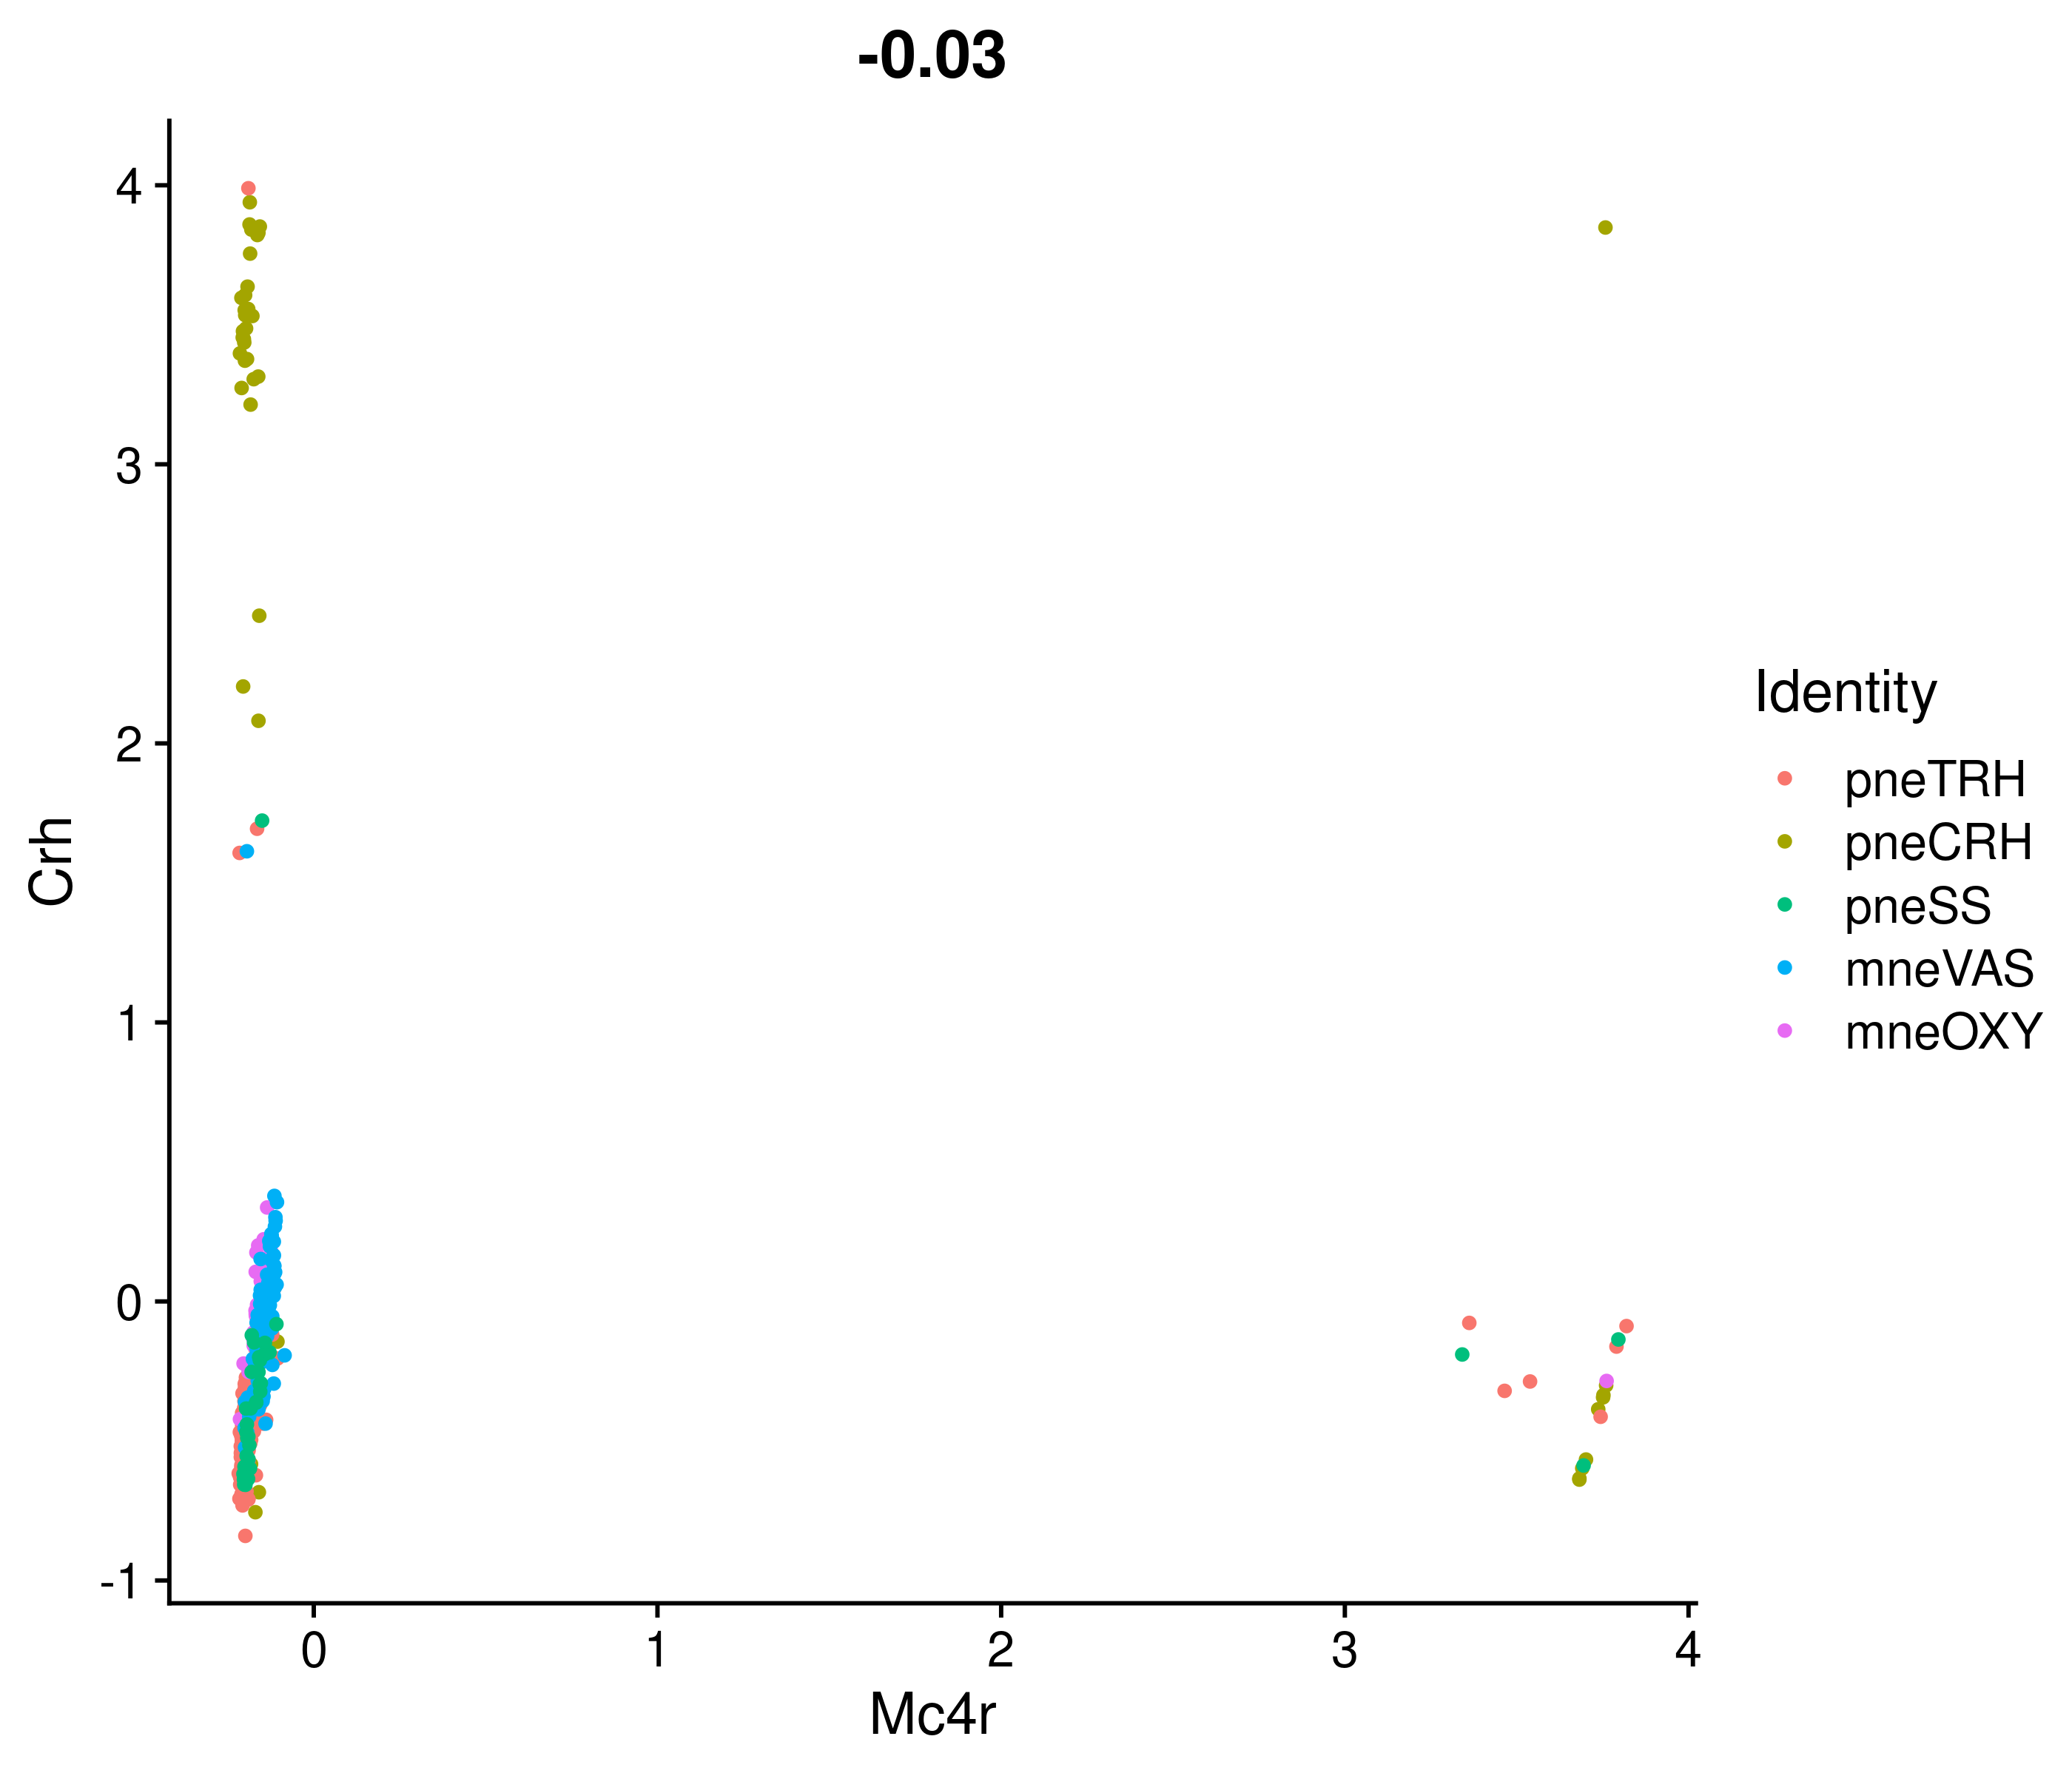 -0.03
4
3
2
1
0
-1
Crh
0 1 2 3 4
Mc4r
Identity
pneTRH
pneCRH
pneSS
mneVAS
mneOXY